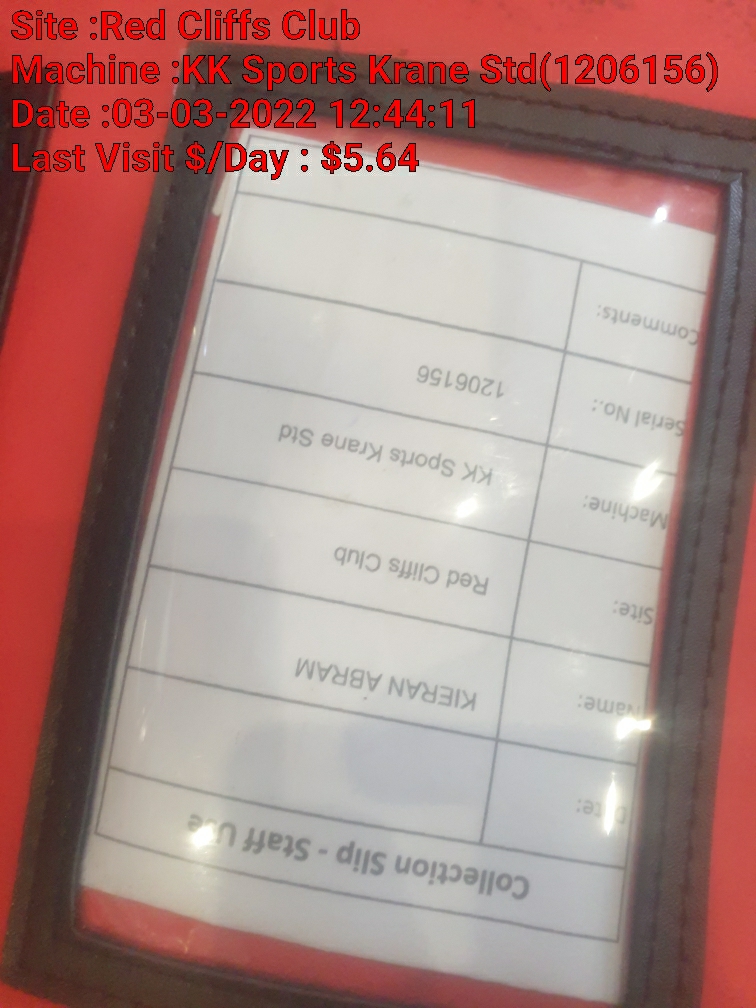 Site :Red Cliffs Club
Machine :KK Sports Krane Std(1206156)
Date :03-03-2022 12:44:11
Last Visit $/Day : $5.64
Collection Slip - Staff Use
Date:
Name: KIERAN ABRAM
Site: Red Cliffs Club
Machine: KK Sports Krane Std
Serial No.: 1206156
Comments: